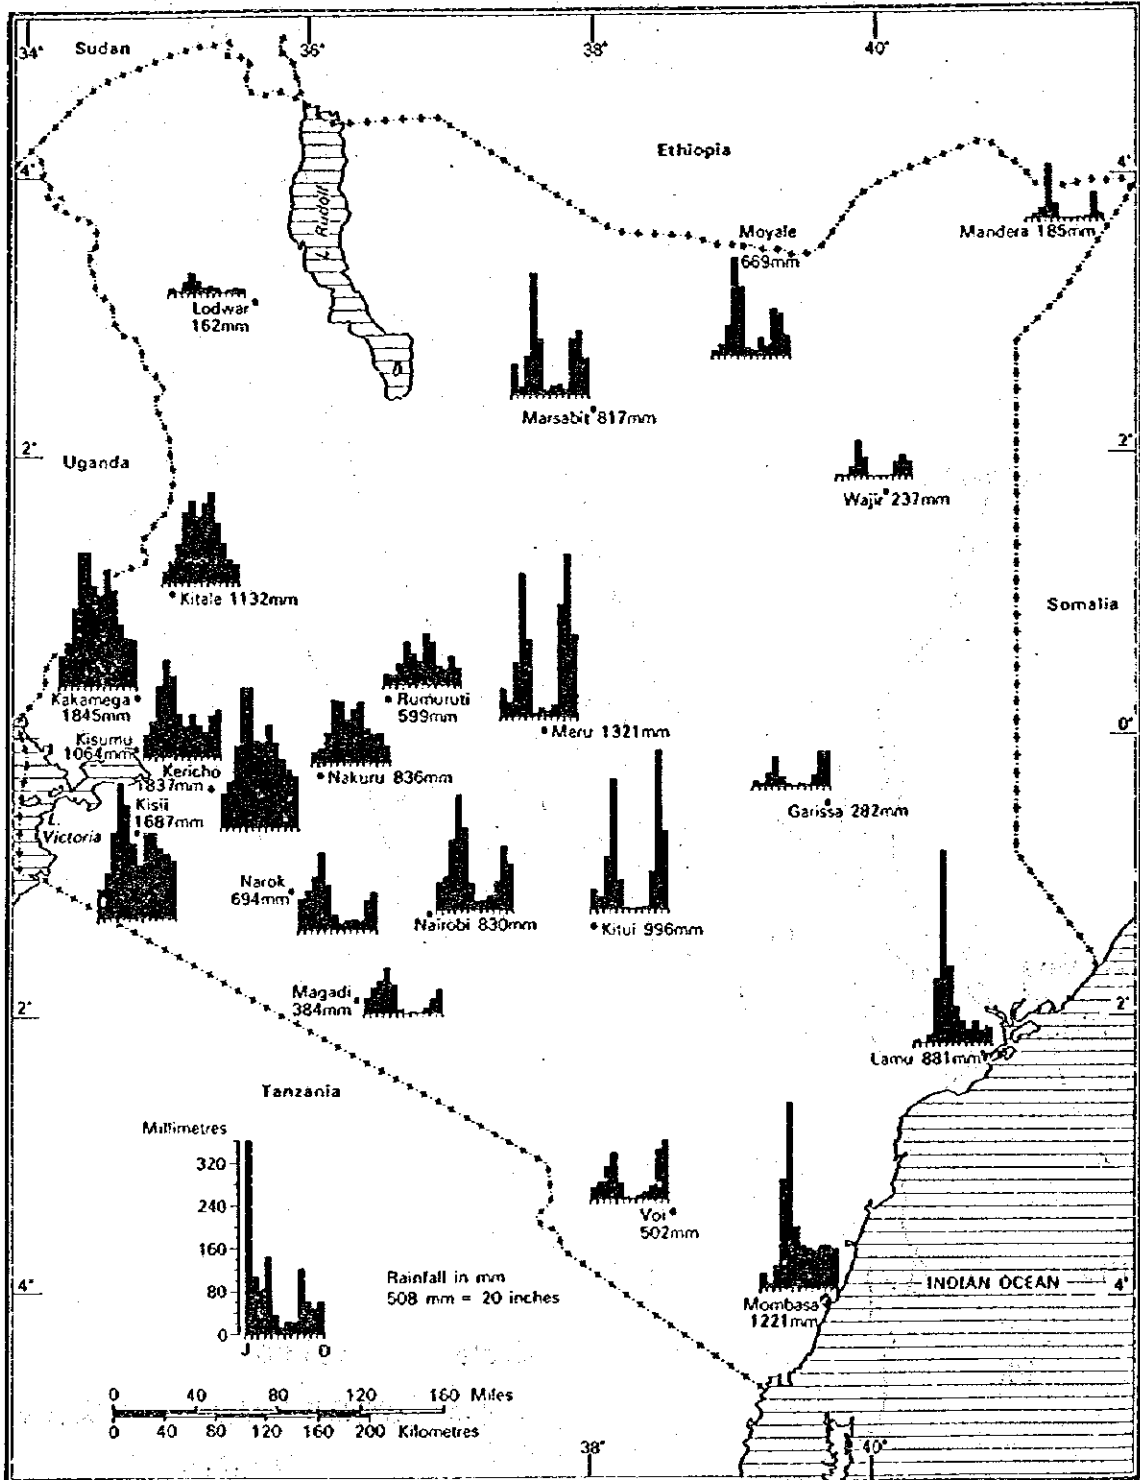 34°
Sudan
36°
38°
40°
4°
Ethiopia
4°
L. Rudolf
Moyale
669mm
Mandera 185mm
Lodwar
162mm
Marsabit 817mm
2°
Uganda
2°
Wajir 237mm
Kitale 1132mm
Somalia
Kakamega
1845mm
Rumuruti
599mm
Meru 1321mm
0°
Kisumu
1064mm
Kericho
1837mm
Nakuru 836mm
Kisii
1687mm
Garissa 282mm
L.
Victoria
Narok
694mm
Nairobi 830mm
Kitui 996mm
Magadi
384mm
2°
2°
Lamu 881mm
Tanzania
Millimetres
320
240
160
80
0
J D
Rainfall in mm
508 mm = 20 inches
Voi
502mm
4°
INDIAN OCEAN
4°
Mombasa
1221mm
0 40 80 120 160 Miles
0 40 80 120 160 200 Kilometres
38°
40°